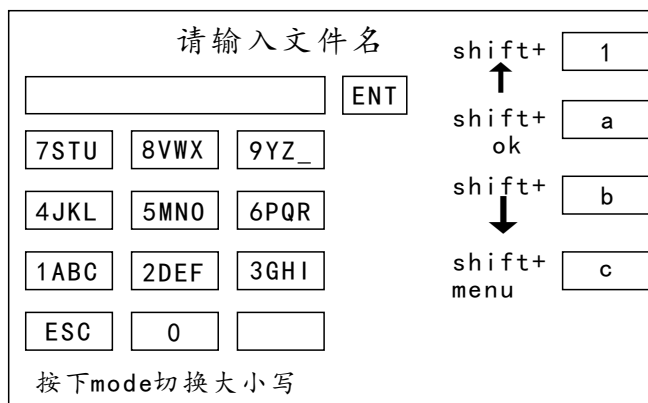 请输入文件名
ENT
7STU 8VWX 9YZ_
4JKL 5MNO 6PQR
1ABC 2DEF 3GHI
ESC 0
按下mode切换大小写
shift+ 1
↑
shift+ a
ok
shift+ b
↓
shift+ c
menu